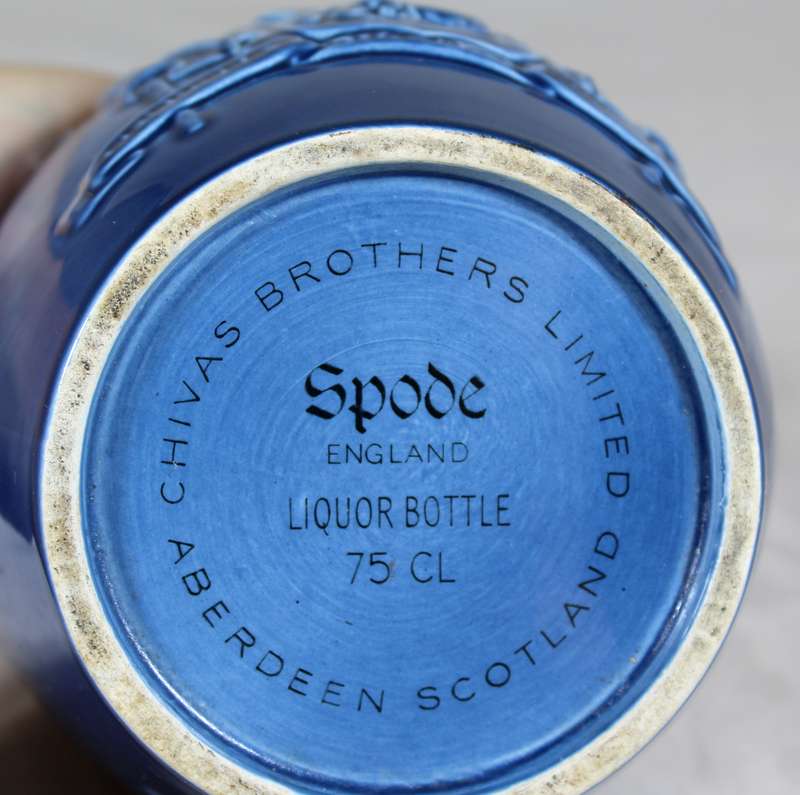 CHIVAS BROTHERS LIMITED
Spode
ENGLAND
LIQUOR BOTTLE
75 CL
ABERDEEN SCOTLAND